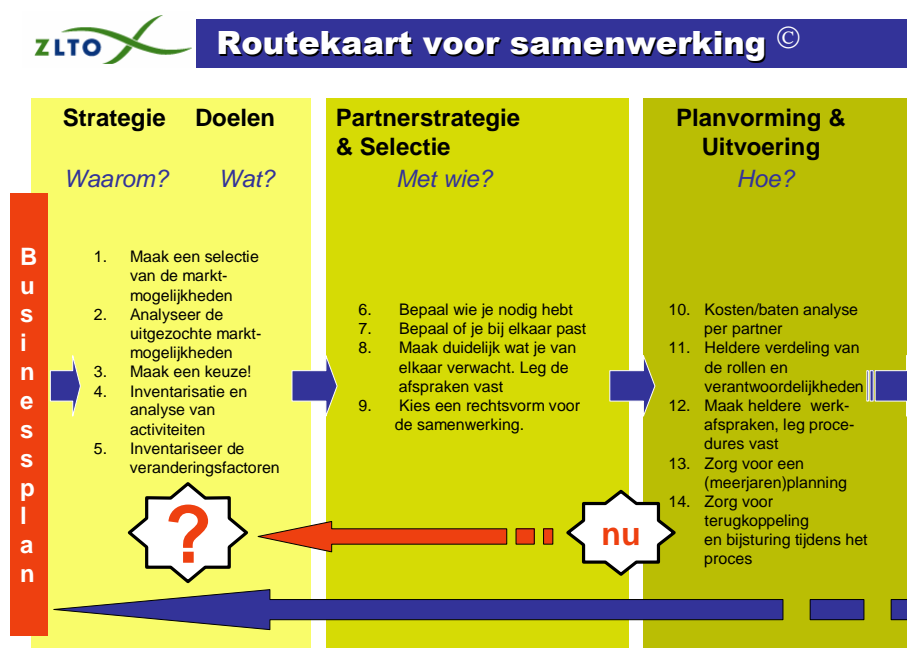 ZLTO
Routekaart voor samenwerking ©
Strategie Doelen
Waarom? Wat?
Businessplan
1. Maak een selectie
van de markt-
mogelijkheden
2. Analyseer de
uitgezochte markt-
mogelijkheden
3. Maak een keuze!
4. Inventarisatie en
analyse van
activiteiten
5. Inventariseer de
veranderingsfactoren
?
Partnerstrategie
& Selectie
Met wie?
6. Bepaal wie je nodig hebt
7. Bepaal of je bij elkaar past
8. Maak duidelijk wat je van
elkaar verwacht. Leg de
afspraken vast
9. Kies een rechtsvorm voor
de samenwerking.
nu
Planvorming &
Uitvoering
Hoe?
10. Kosten/baten analyse
per partner
11. Heldere verdeling van
de rollen en
verantwoordelijkheden
12. Maak heldere werk-
afspraken, leg proce-
dures vast
13. Zorg voor een
(meerjaren)planning
14. Zorg voor
terugkoppeling
en bijsturing tijdens het
proces